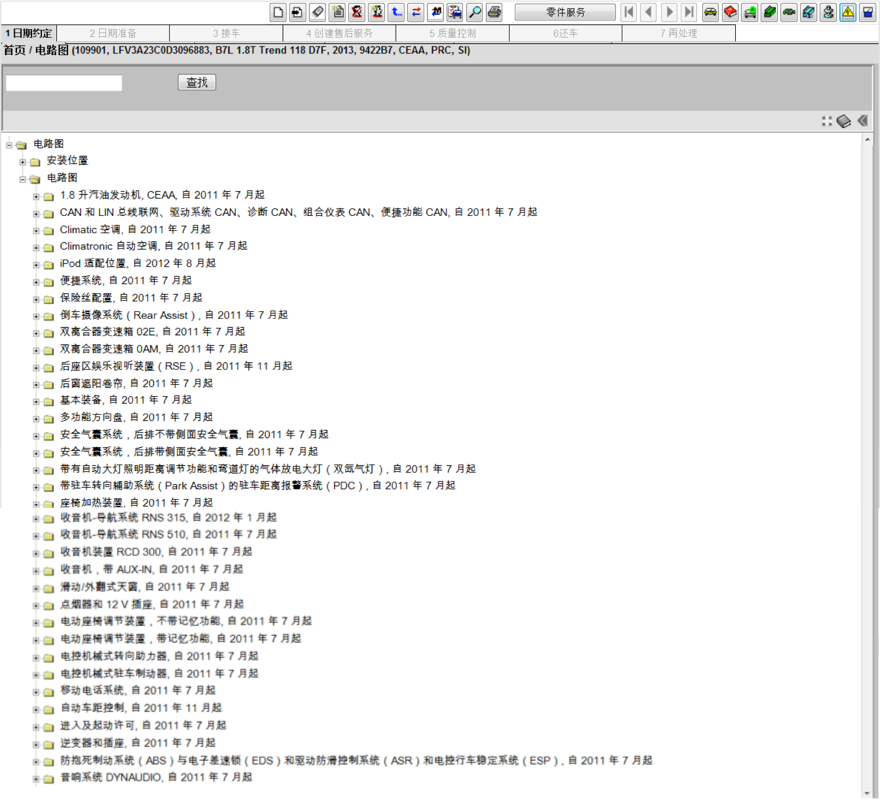 零件服务
1 日期约定 2 日期准备 3 接车 4 创建售后服务 5 质量控制 6还车 7 再处理
首页 / 电路图 (109901, LFV3A23C0D3096883, B7L 1.8T Trend 118 D7F, 2013, 9422B7, CEAA, PRC, SI)
查找
电路图
安装位置
电路图
1.8 升汽油发动机, CEAA, 自 2011 年 7 月起
CAN 和 LIN 总线联网、驱动系统 CAN、诊断 CAN、组合仪表 CAN、便捷功能 CAN, 自 2011 年 7 月起
Climatic 空调, 自 2011 年 7 月起
Climatronic 自动空调, 自 2011 年 7 月起
iPod 适配位置, 自 2012 年 8 月起
便捷系统, 自 2011 年 7 月起
保险丝配置, 自 2011 年 7 月起
倒车摄像系统（Rear Assist）, 自 2011 年 7 月起
双离合器变速箱 02E, 自 2011 年 7 月起
双离合器变速箱 0AM, 自 2011 年 7 月起
后座区娱乐视听装置（RSE）, 自 2011 年 11 月起
后窗遮阳卷帘, 自 2011 年 7 月起
基本装备, 自 2011 年 7 月起
多功能方向盘, 自 2011 年 7 月起
安全气囊系统，后排不带侧面安全气囊, 自 2011 年 7 月起
安全气囊系统，后排带侧面安全气囊, 自 2011 年 7 月起
带有自动大灯照明距离调节功能和弯道灯的气体放电大灯（双氙气灯）, 自 2011 年 7 月起
带驻车转向辅助系统（Park Assist）的驻车距离报警系统（PDC）, 自 2011 年 7 月起
座椅加热装置, 自 2011 年 7 月起
收音机-导航系统 RNS 315, 自 2012 年 1 月起
收音机-导航系统 RNS 510, 自 2011 年 7 月起
收音机装置 RCD 300, 自 2011 年 7 月起
收音机，带 AUX-IN, 自 2011 年 7 月起
滑动/外翻式天窗, 自 2011 年 7 月起
点烟器和 12 V 插座, 自 2011 年 7 月起
电动座椅调节装置，不带记忆功能, 自 2011 年 7 月起
电动座椅调节装置，带记忆功能, 自 2011 年 7 月起
电控机械式转向助力器, 自 2011 年 7 月起
电控机械式驻车制动器, 自 2011 年 7 月起
移动电话系统, 自 2011 年 7 月起
自动车距控制, 自 2011 年 11 月起
进入及起动许可, 自 2011 年 7 月起
逆变器和插座, 自 2011 年 7 月起
防抱死制动系统（ABS）与电子差速锁（EDS）和驱动防滑控制系统（ASR）和电控行车稳定系统（ESP）, 自 2011 年 7 月起
音响系统 DYNAUDIO, 自 2011 年 7 月起